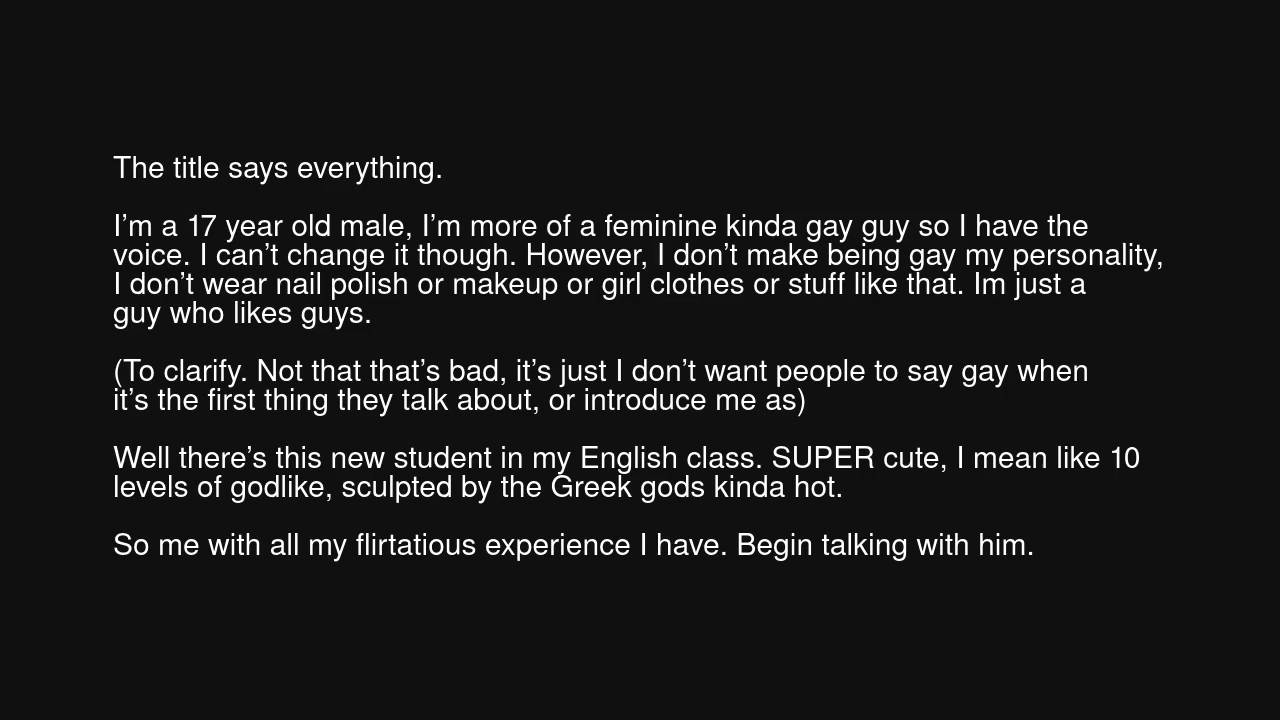 The title says everything.
I’m a 17 year old male, I’m more of a feminine kinda gay guy so I have the
voice. I can’t change it though. However, I don’t make being gay my personality,
I don’t wear nail polish or makeup or girl clothes or stuff like that. Im just a
guy who likes guys.
(To clarify. Not that that’s bad, it’s just I don’t want people to say gay when
it’s the first thing they talk about, or introduce me as)
Well there’s this new student in my English class. SUPER cute, I mean like 10
levels of godlike, sculpted by the Greek gods kinda hot.
So me with all my flirtatious experience I have. Begin talking with him.